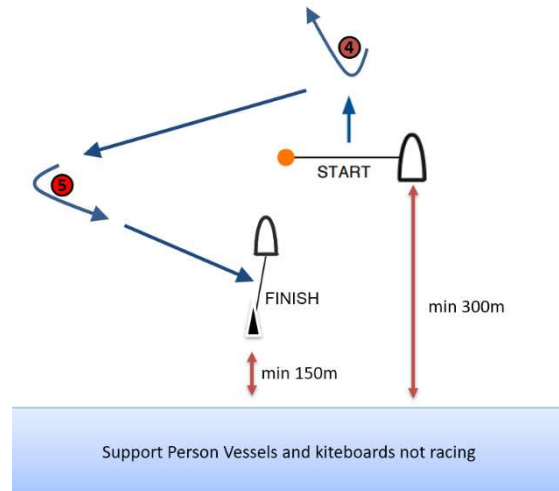 4
START
5
FINISH
min 300m
min 150m
Support Person Vessels and kiteboards not racing